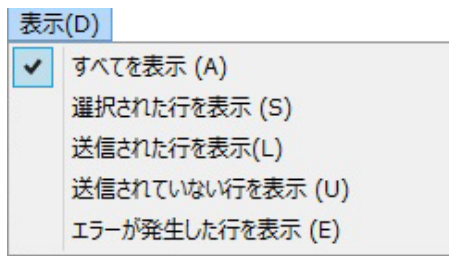 表示(D)
すべてを表示 (A)
選択された行を表示 (S)
送信された行を表示(L)
送信されていない行を表示 (U)
エラーが発生した行を表示 (E)